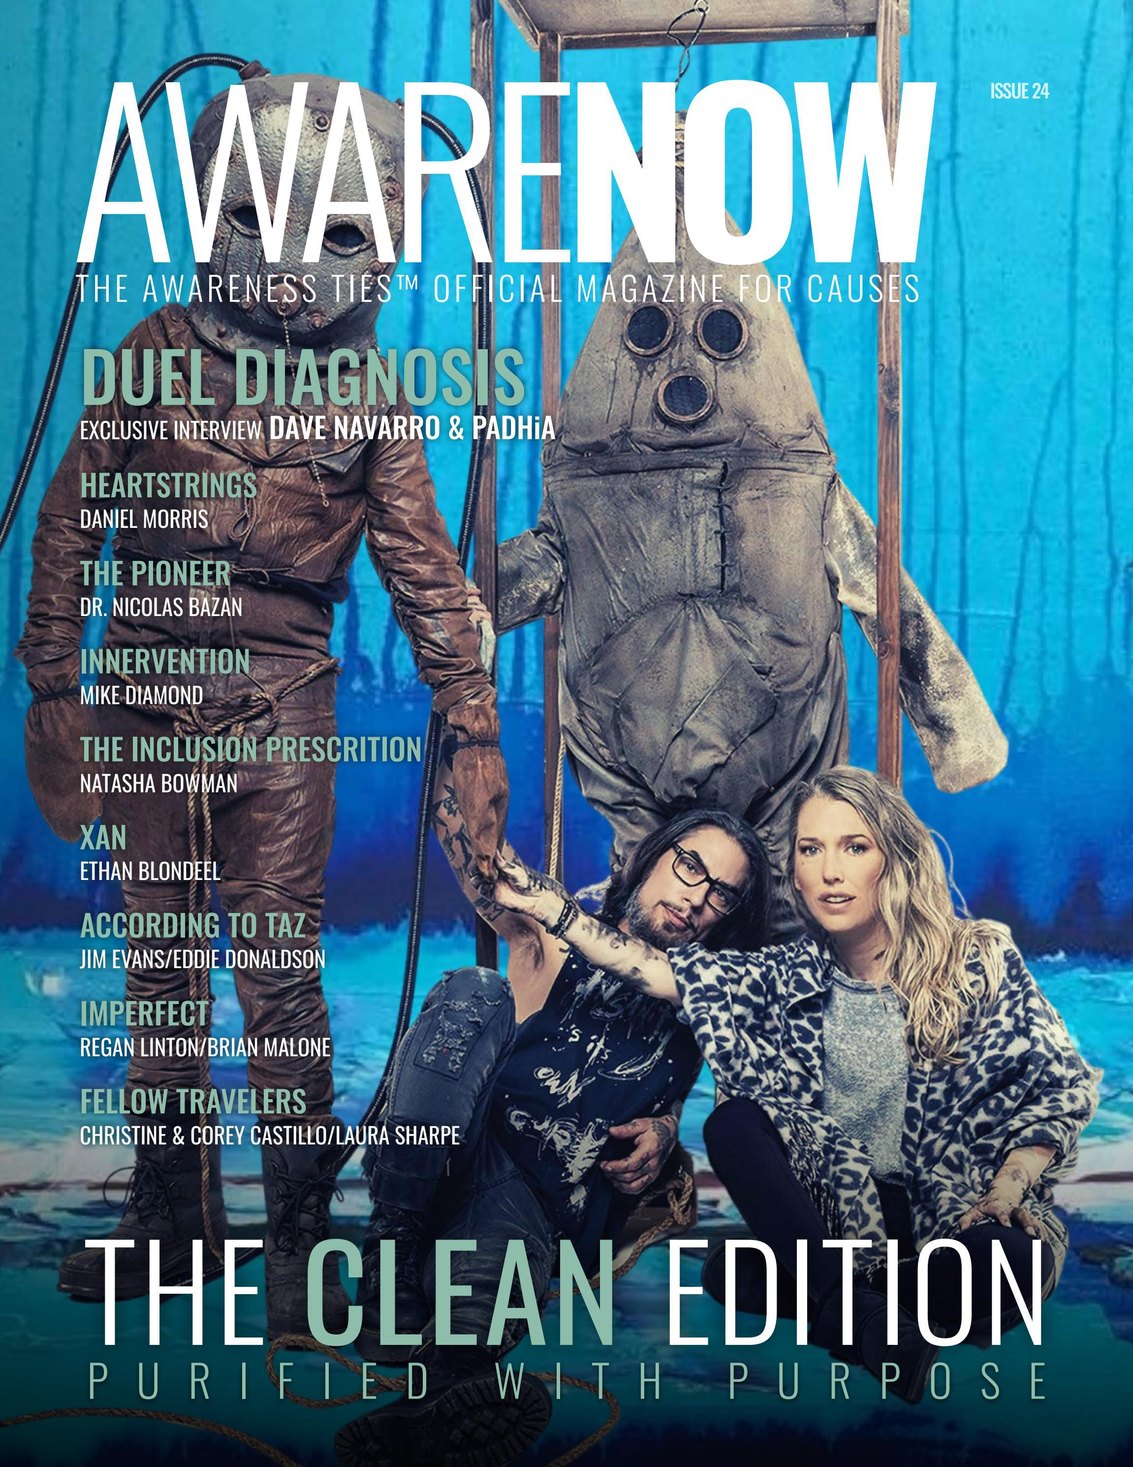 AWARENOW
ISSUE 24
THE AWARENESS TIES™ OFFICIAL MAGAZINE FOR CAUSES
DUEL DIAGNOSIS
EXCLUSIVE INTERVIEW DAVE NAVARRO & PADHiA
HEARTSTRINGS
DANIEL MORRIS
THE PIONEER
DR. NICOLAS BAZAN
INNERVENTION
MIKE DIAMOND
THE INCLUSION PRESCRITION
NATASHA BOWMAN
XAN
ETHAN BLONDEEL
ACCORDING TO TAZ
JIM EVANS/EDDIE DONALDSON
IMPERFECT
REGAN LINTON/BRIAN MALONE
FELLOW TRAVELERS
CHRISTINE & COREY CASTILLO/LAURA SHARPE
THE CLEAN EDITION
PURIFIED WITH PURPOSE